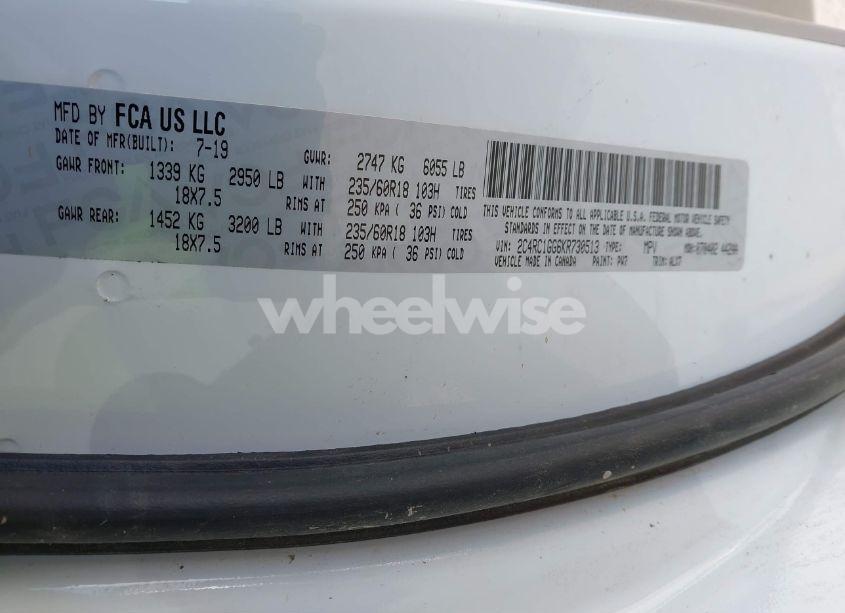 MFD BY FCA US LLC
DATE OF MFR(BUILT): 7-19
GVWR: 2747 KG 6055 LB
GAWR FRONT: 1339 KG 2950 LB WITH 235/60R18 103H TIRES
18X7.5 RIMS AT 250 KPA ( 36 PSI) COLD
GAWR REAR: 1452 KG 3200 LB WITH 235/60R18 103H TIRES
18X7.5 RIMS AT 250 KPA ( 36 PSI) COLD
THIS VEHICLE CONFORMS TO ALL APPLICABLE U.S.A. FEDERAL MOTOR VEHICLE SAFETY
STANDARDS IN EFFECT ON THE DATE OF MANUFACTURE SHOWN ABOVE.
VIN: 2C4RC1GG6KR730513 TYPE: MPV
VEHICLE MADE IN CANADA PAINT: PW7 TRIM: ALX7
wheelwise